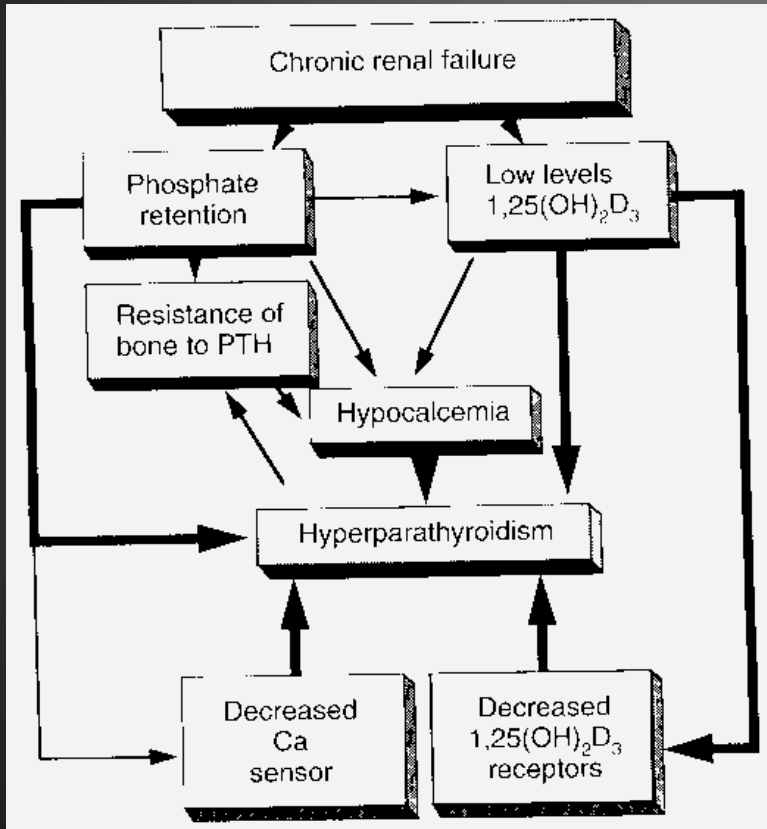 Chronic renal failure
Phosphate
retention
Low levels
1,25(OH)₂D₃
Resistance of
bone to PTH
Hypocalcemia
Hyperparathyroidism
Decreased
Ca
sensor
Decreased
1,25(OH)₂D₃
receptors